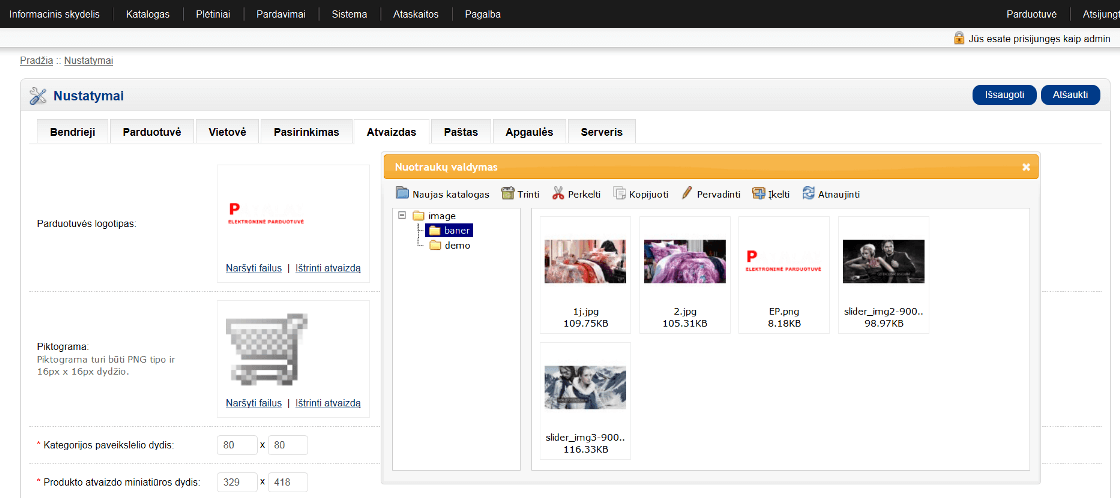 Informacinis skydelis Katalogas Plėtiniai Pardavimai Sistema Ataskaitos Pagalba Parduotuvė Atsijungt
Jūs esate prisijungęs kaip admin
Pradžia :: Nustatymai
Nustatymai Išsaugoti Atšaukti
Bendrieji Parduotuvė Vietovė Pasirinkimas Atvaizdas Paštas Apgaulės Serveris
Nuotraukų valdymas
Naujas katalogas Trinti Perkelti Kopijuoti Pervadinti Įkelti Atnaujinti
image
baner
demo
1j.jpg
109.75KB
2.jpg
105.31KB
P
ELEKTRONINĖ PARDUOTUVĖ
EP.png
8.18KB
slider_img2-900..
98.97KB
slider_img3-900..
116.33KB
Parduotuvės logotipas:
P
ELEKTRONINĖ PARDUOTUVĖ
Naršyti failus | Ištrinti atvaizdą
Piktograma:
Piktograma turi būti PNG tipo ir
16px x 16px dydžio.
Naršyti failus | Ištrinti atvaizdą
* Kategorijos paveikslėlio dydis: 80 x 80
* Produkto atvaizdo miniatiūros dydis: 329 x 418